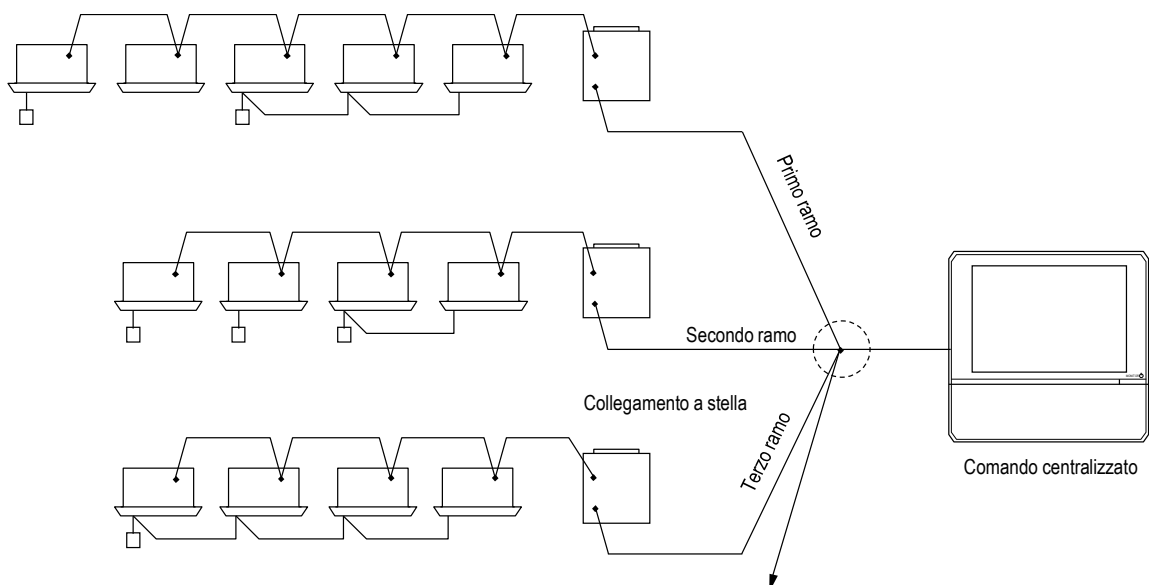 Primo ramo
Secondo ramo
Collegamento a stella
Terzo ramo
Comando centralizzato